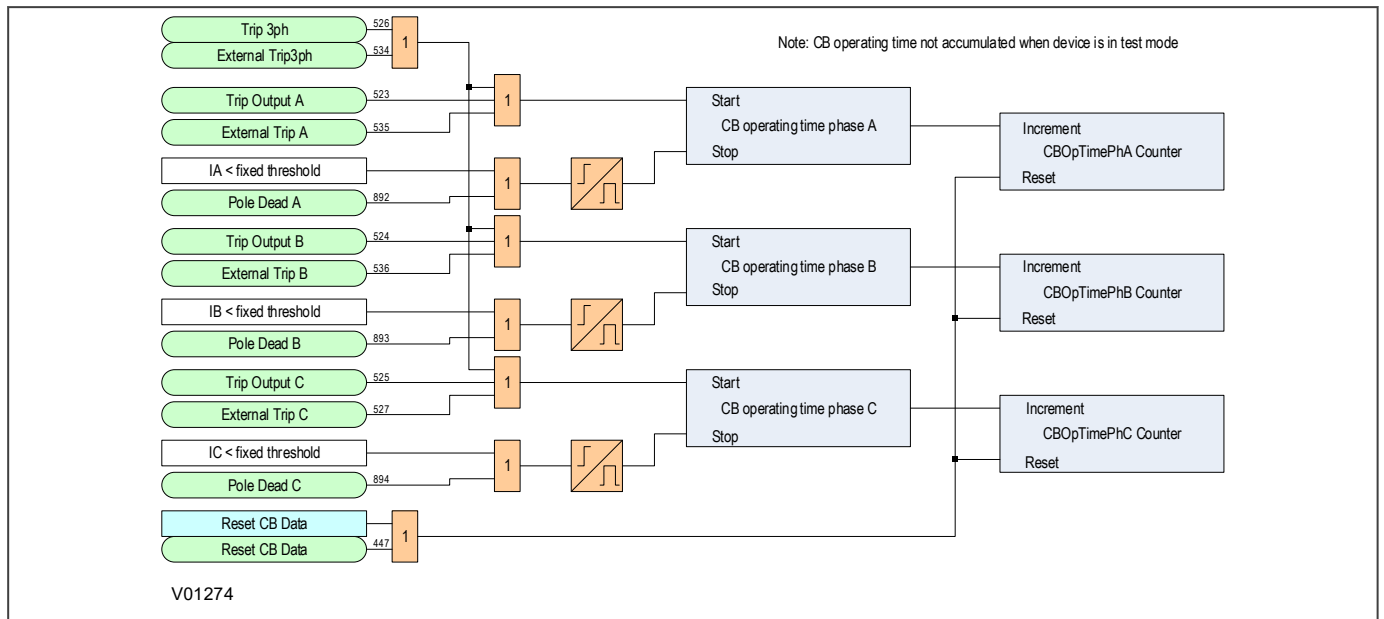 Trip 3ph 526
External Trip3ph 534
1
Note: CB operating time not accumulated when device is in test mode
Trip Output A 523
External Trip A 535
1
Start
CB operating time phase A
Stop
Increment
CBOpTimePhA Counter
Reset
IA < fixed threshold
Pole Dead A 892
1
Trip Output B 524
External Trip B 536
1
Start
CB operating time phase B
Stop
Increment
CBOpTimePhB Counter
Reset
IB < fixed threshold
Pole Dead B 893
1
Trip Output C 525
External Trip C 527
1
Start
CB operating time phase C
Stop
Increment
CBOpTimePhC Counter
Reset
IC < fixed threshold
Pole Dead C 894
1
Reset CB Data
Reset CB Data 447
1
V01274